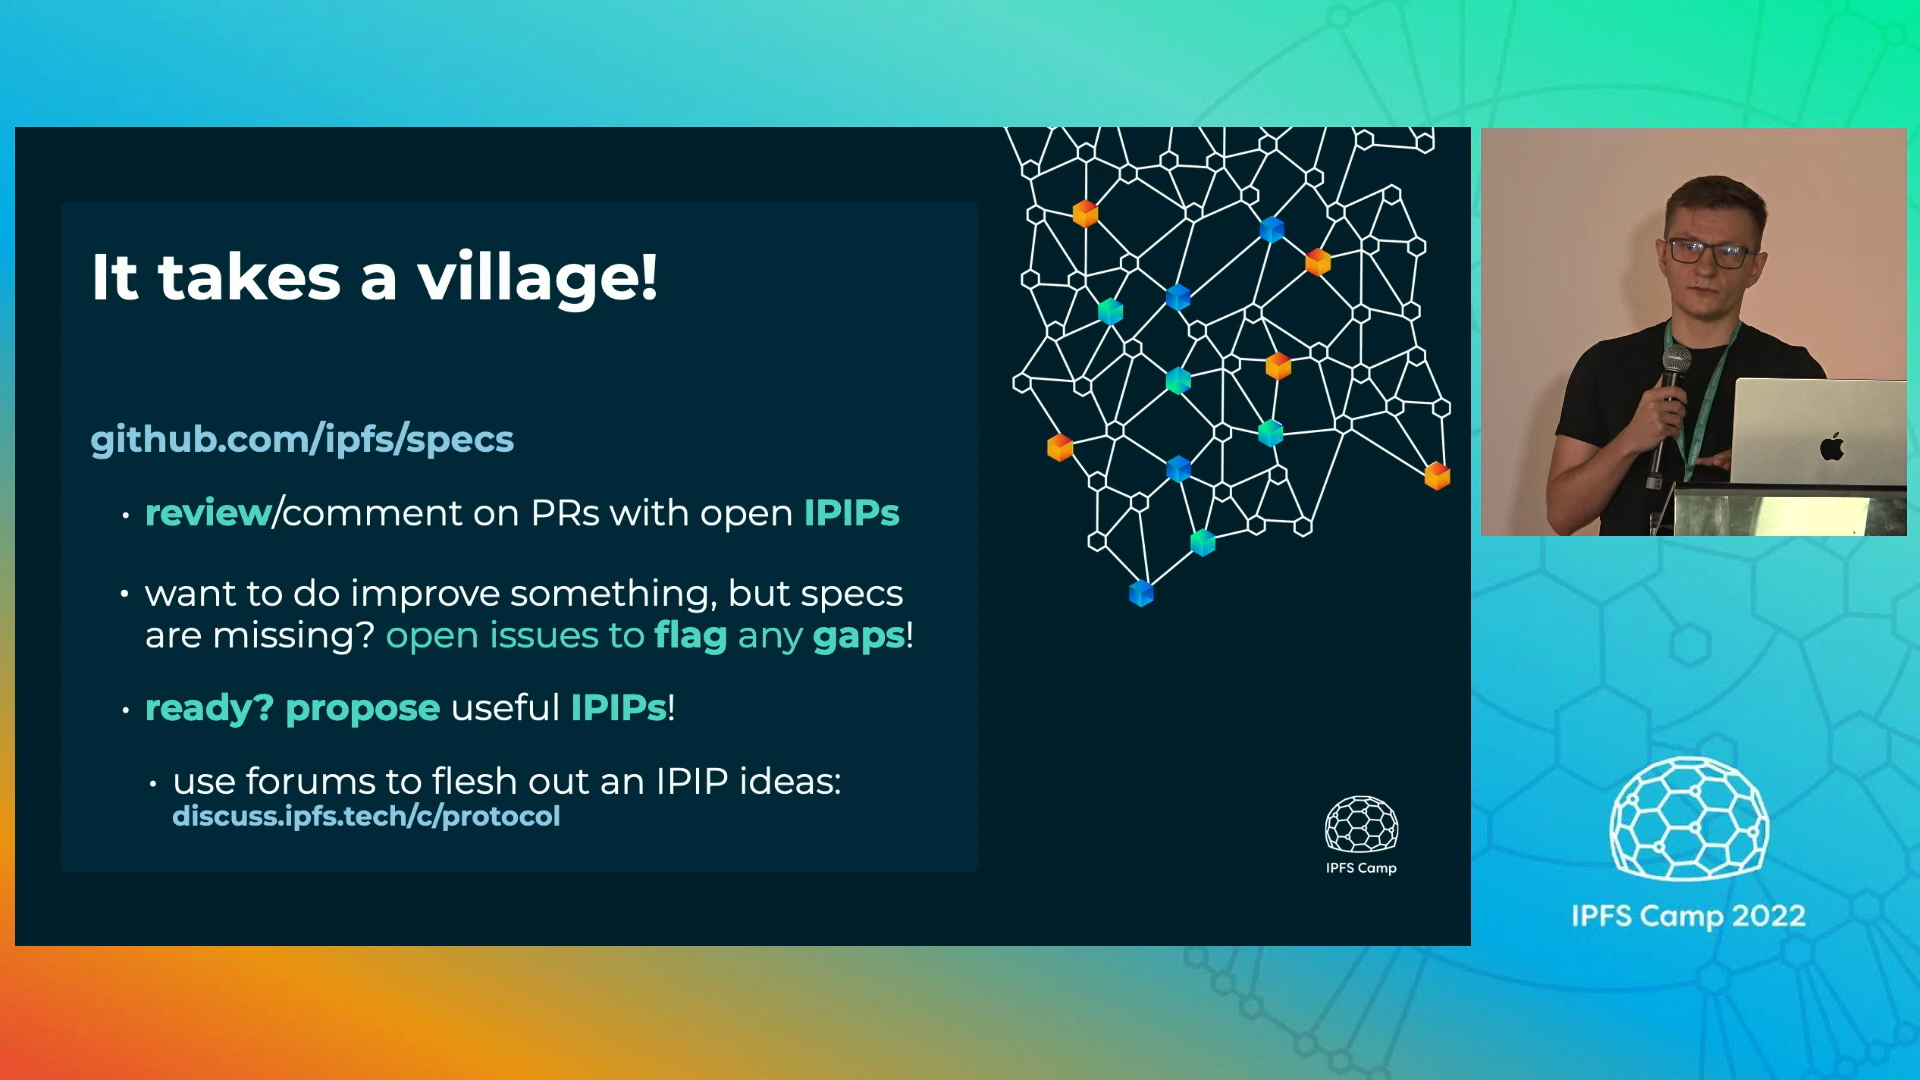 It takes a village!
github.com/ipfs/specs
• review/comment on PRs with open IPIPs
• want to do improve something, but specs
are missing? open issues to flag any gaps!
• ready? propose useful IPIPs!
• use forums to flesh out an IPIP ideas:
discuss.ipfs.tech/c/protocol
IPFS Camp
IPFS Camp 2022